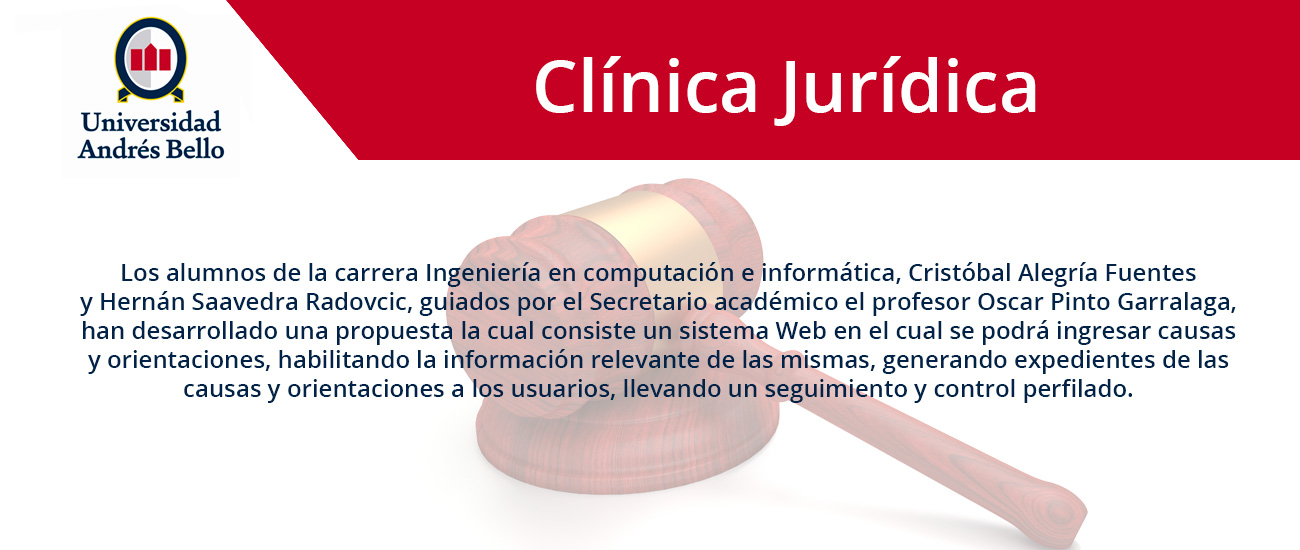 Universidad
Andrés Bello
Clínica Jurídica
Los alumnos de la carrera Ingeniería en computación e informática, Cristóbal Alegría Fuentes
y Hernán Saavedra Radovcic, guiados por el Secretario académico el profesor Oscar Pinto Garralaga,
han desarrollado una propuesta la cual consiste un sistema Web en el cual se podrá ingresar causas
y orientaciones, habilitando la información relevante de las mismas, generando expedientes de las
causas y orientaciones a los usuarios, llevando un seguimiento y control perfilado.